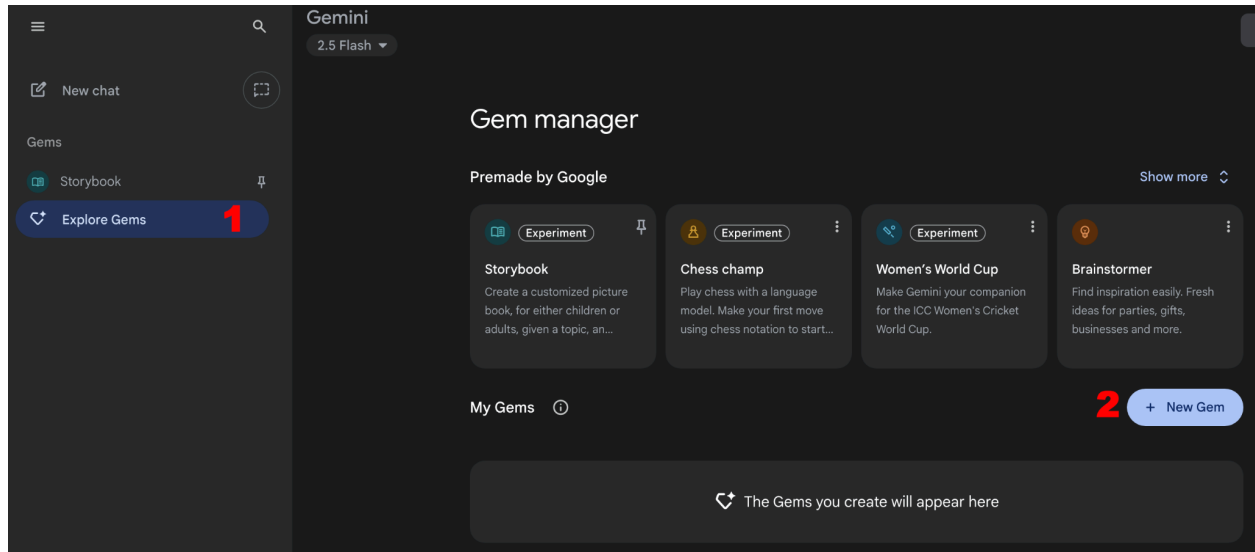 Gemini
2.5 Flash
New chat
Gems
Storybook
Explore Gems
1
Gem manager
Premade by Google
Show more
Experiment
Storybook
Create a customized picture
book, for either children or
adults, given a topic, an...
Experiment
Chess champ
Play chess with a language
model. Make your first move
using chess notation to start...
Experiment
Women's World Cup
Make Gemini your companion
for the ICC Women's Cricket
World Cup.
Brainstormer
Find inspiration easily. Fresh
ideas for parties, gifts,
businesses and more.
My Gems
2
+ New Gem
The Gems you create will appear here